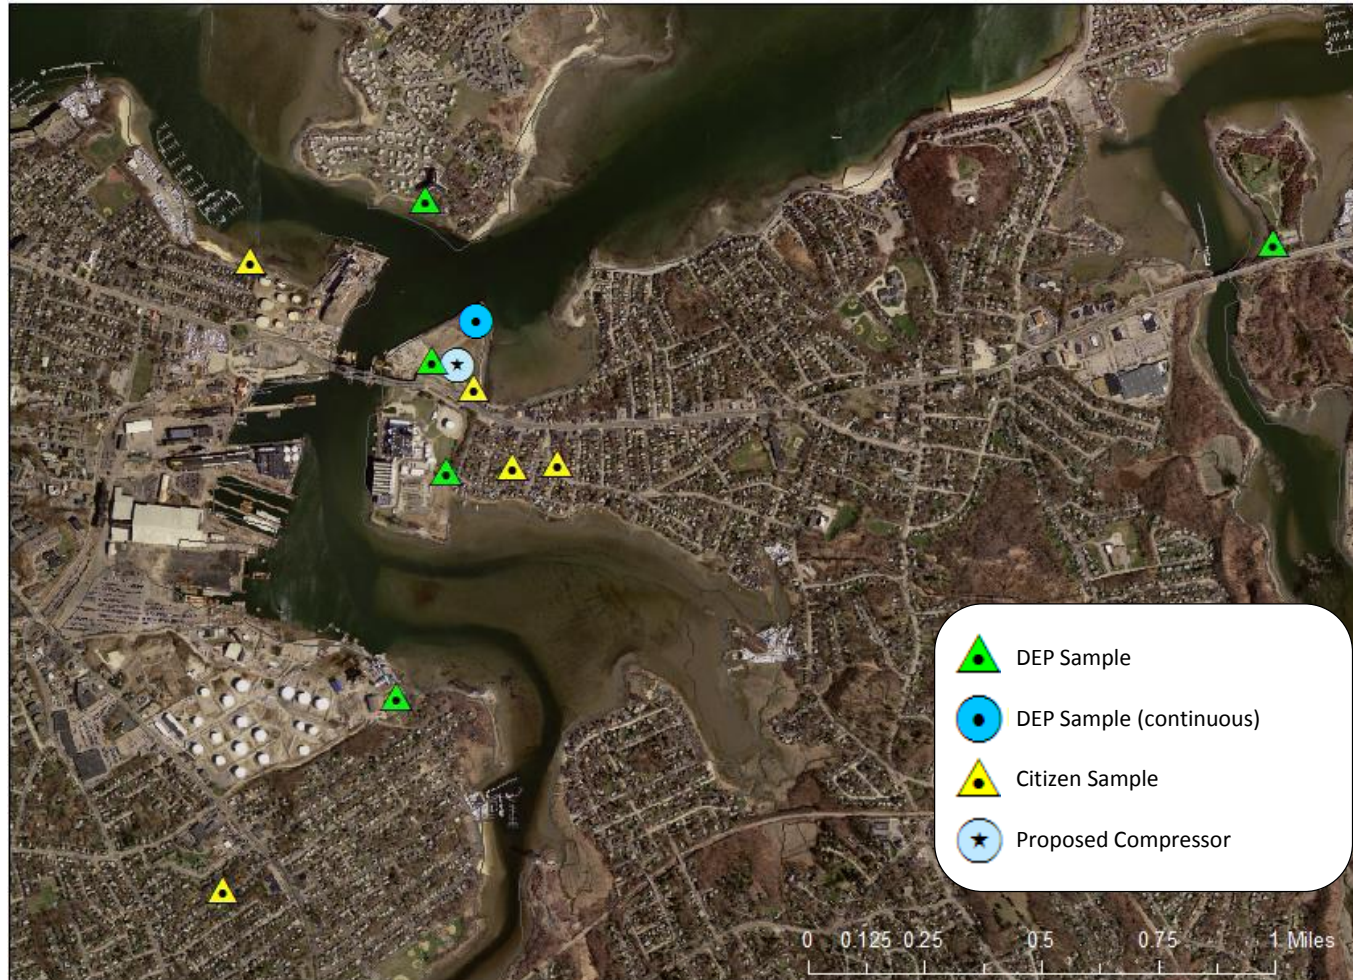 DEP Sample
DEP Sample (continuous)
Citizen Sample
Proposed Compressor
0 0.125 0.25 0.5 0.75 1 Miles